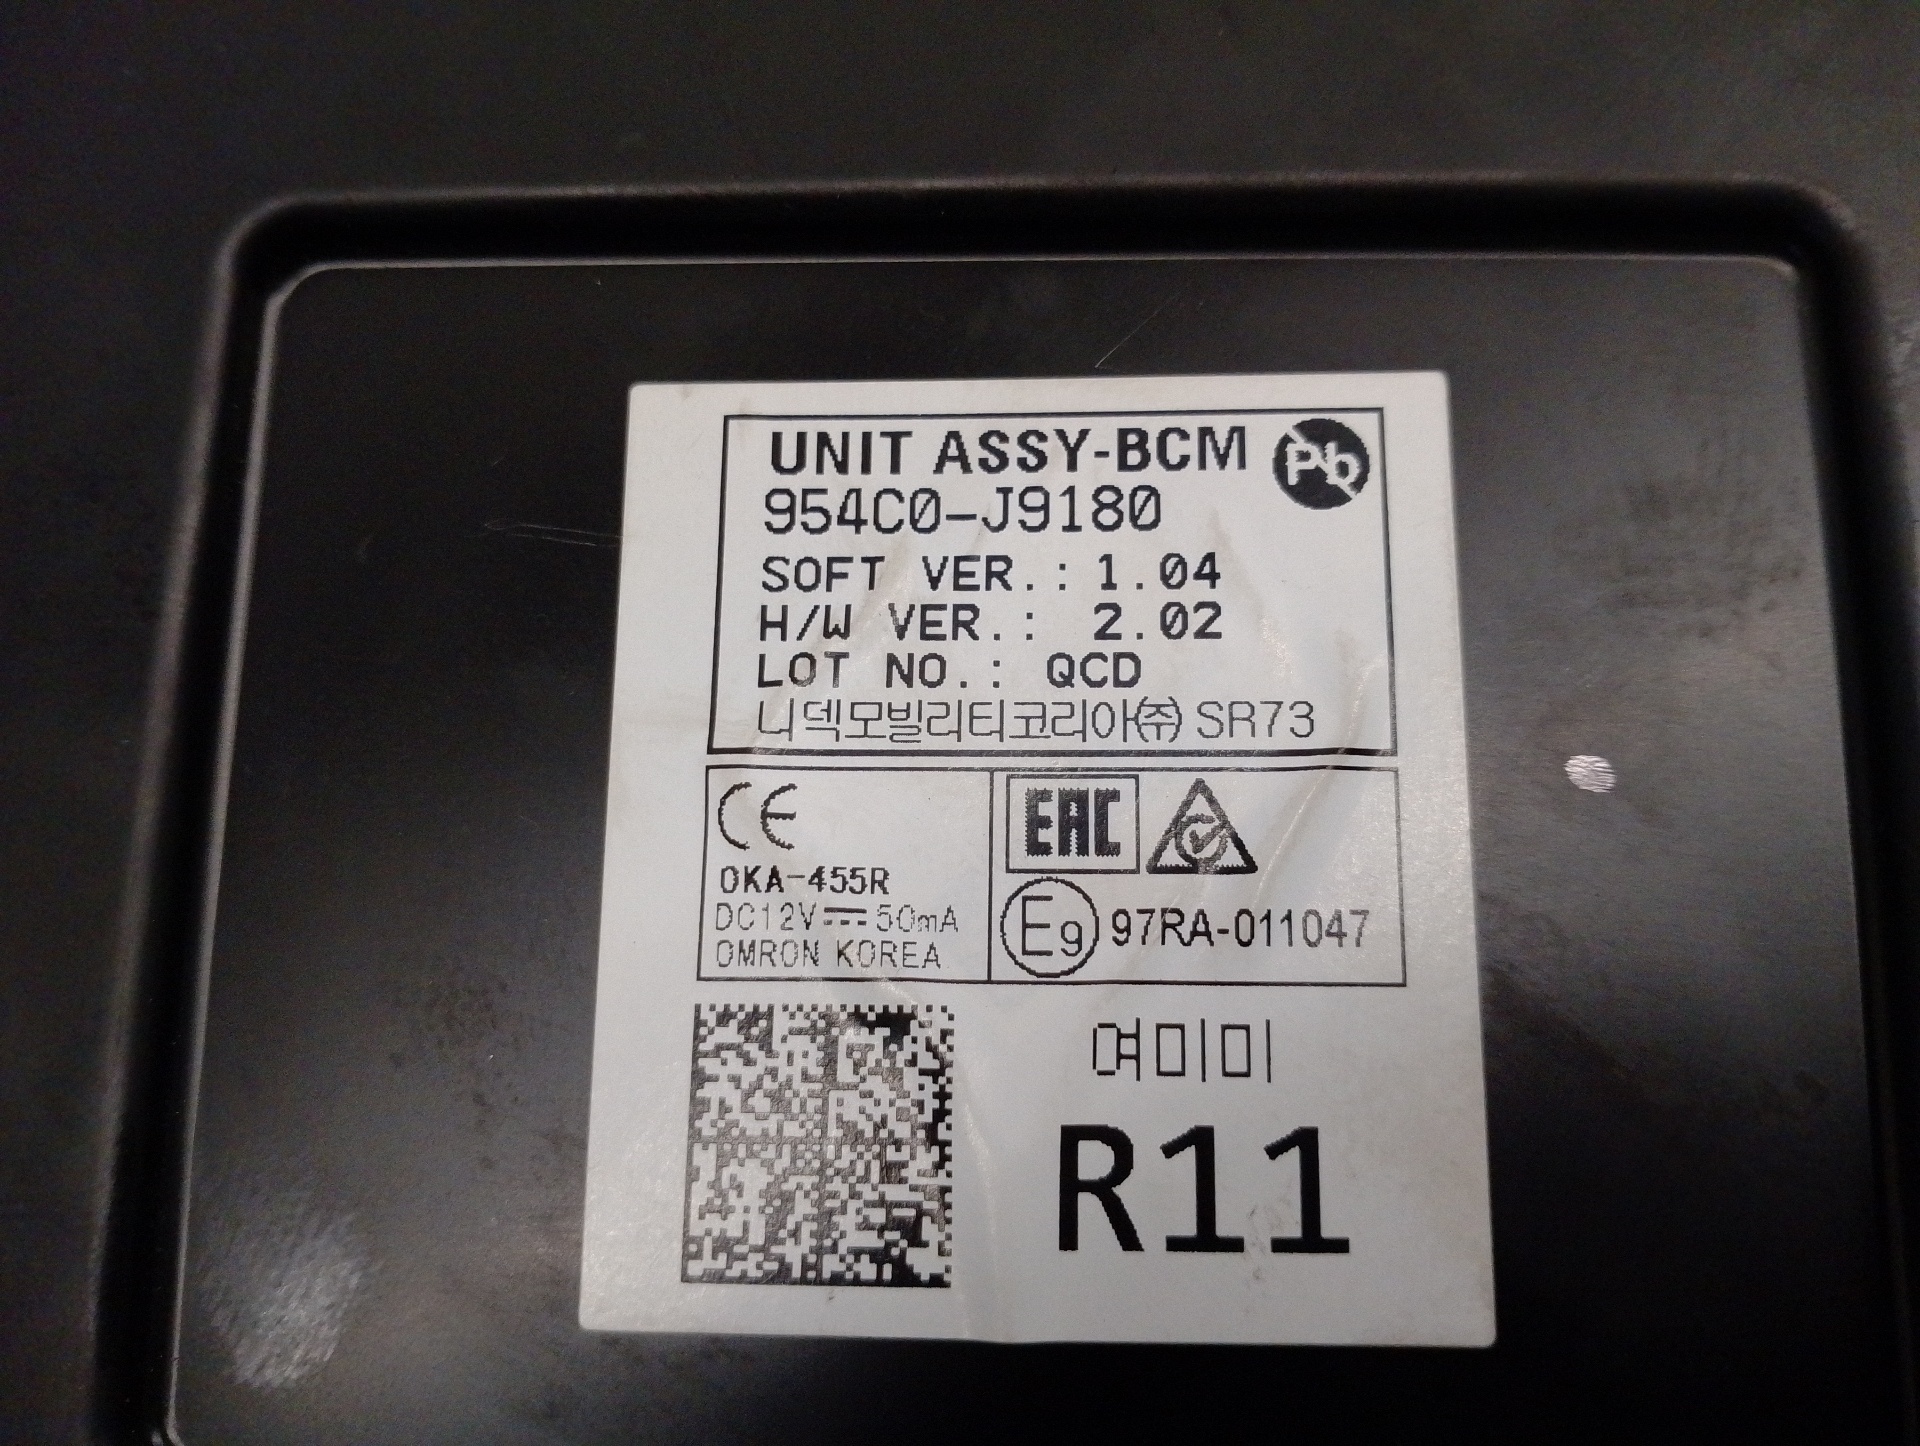 UNIT ASSY-BCM Pb
954C0-J9180
SOFT VER.: 1.04
H/W VER.: 2.02
LOT NO.: QCD
니덱모빌리티코리아㈜ SR73
CE
OKA-455R
DC12V⎓50mA
OMRON KOREA
EAC
E9 97RA-011047
여미미
R11